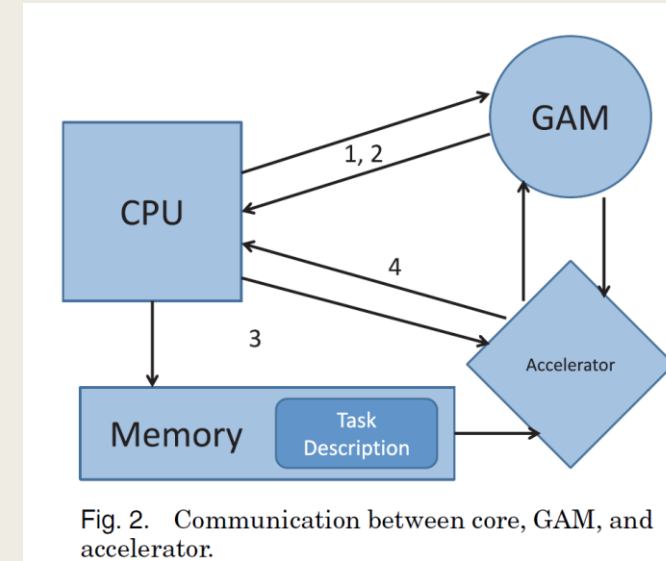 GAM
1, 2
CPU
4
3
Accelerator
Memory
Task
Description
Fig. 2. Communication between core, GAM, and
accelerator.